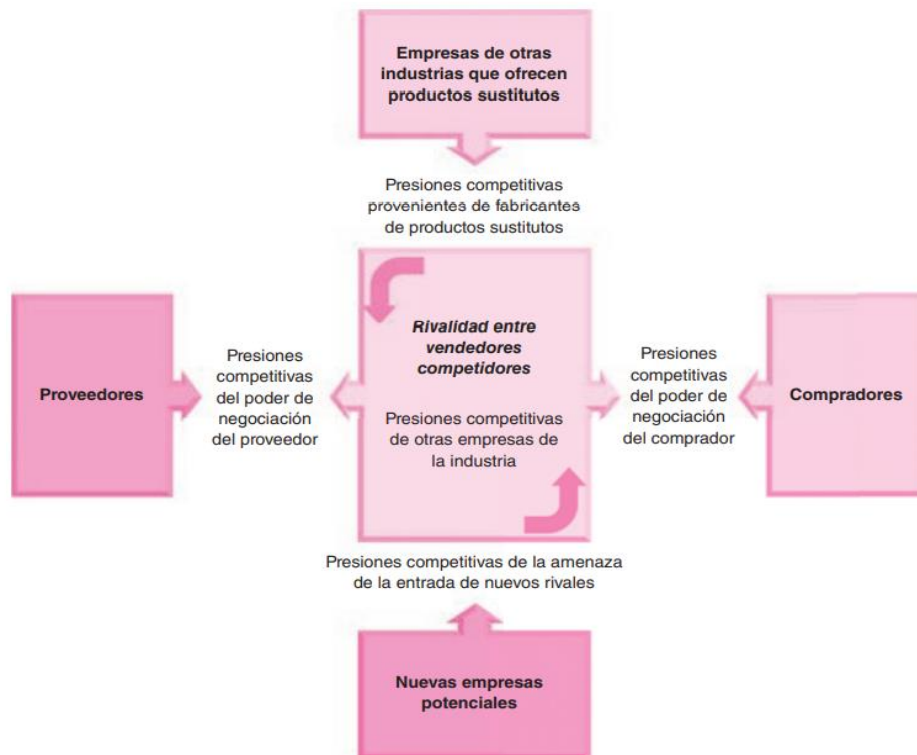 Empresas de otras
industrias que ofrecen
productos sustitutos
Presiones competitivas
provenientes de fabricantes
de productos sustitutos
Proveedores
Presiones
competitivas
del poder de
negociación
del proveedor
Rivalidad entre
vendedores
competidores
Presiones competitivas
de otras empresas de
la industria
Presiones
competitivas
del poder de
negociación
del comprador
Compradores
Presiones competitivas de la amenaza
de la entrada de nuevos rivales
Nuevas empresas
potenciales